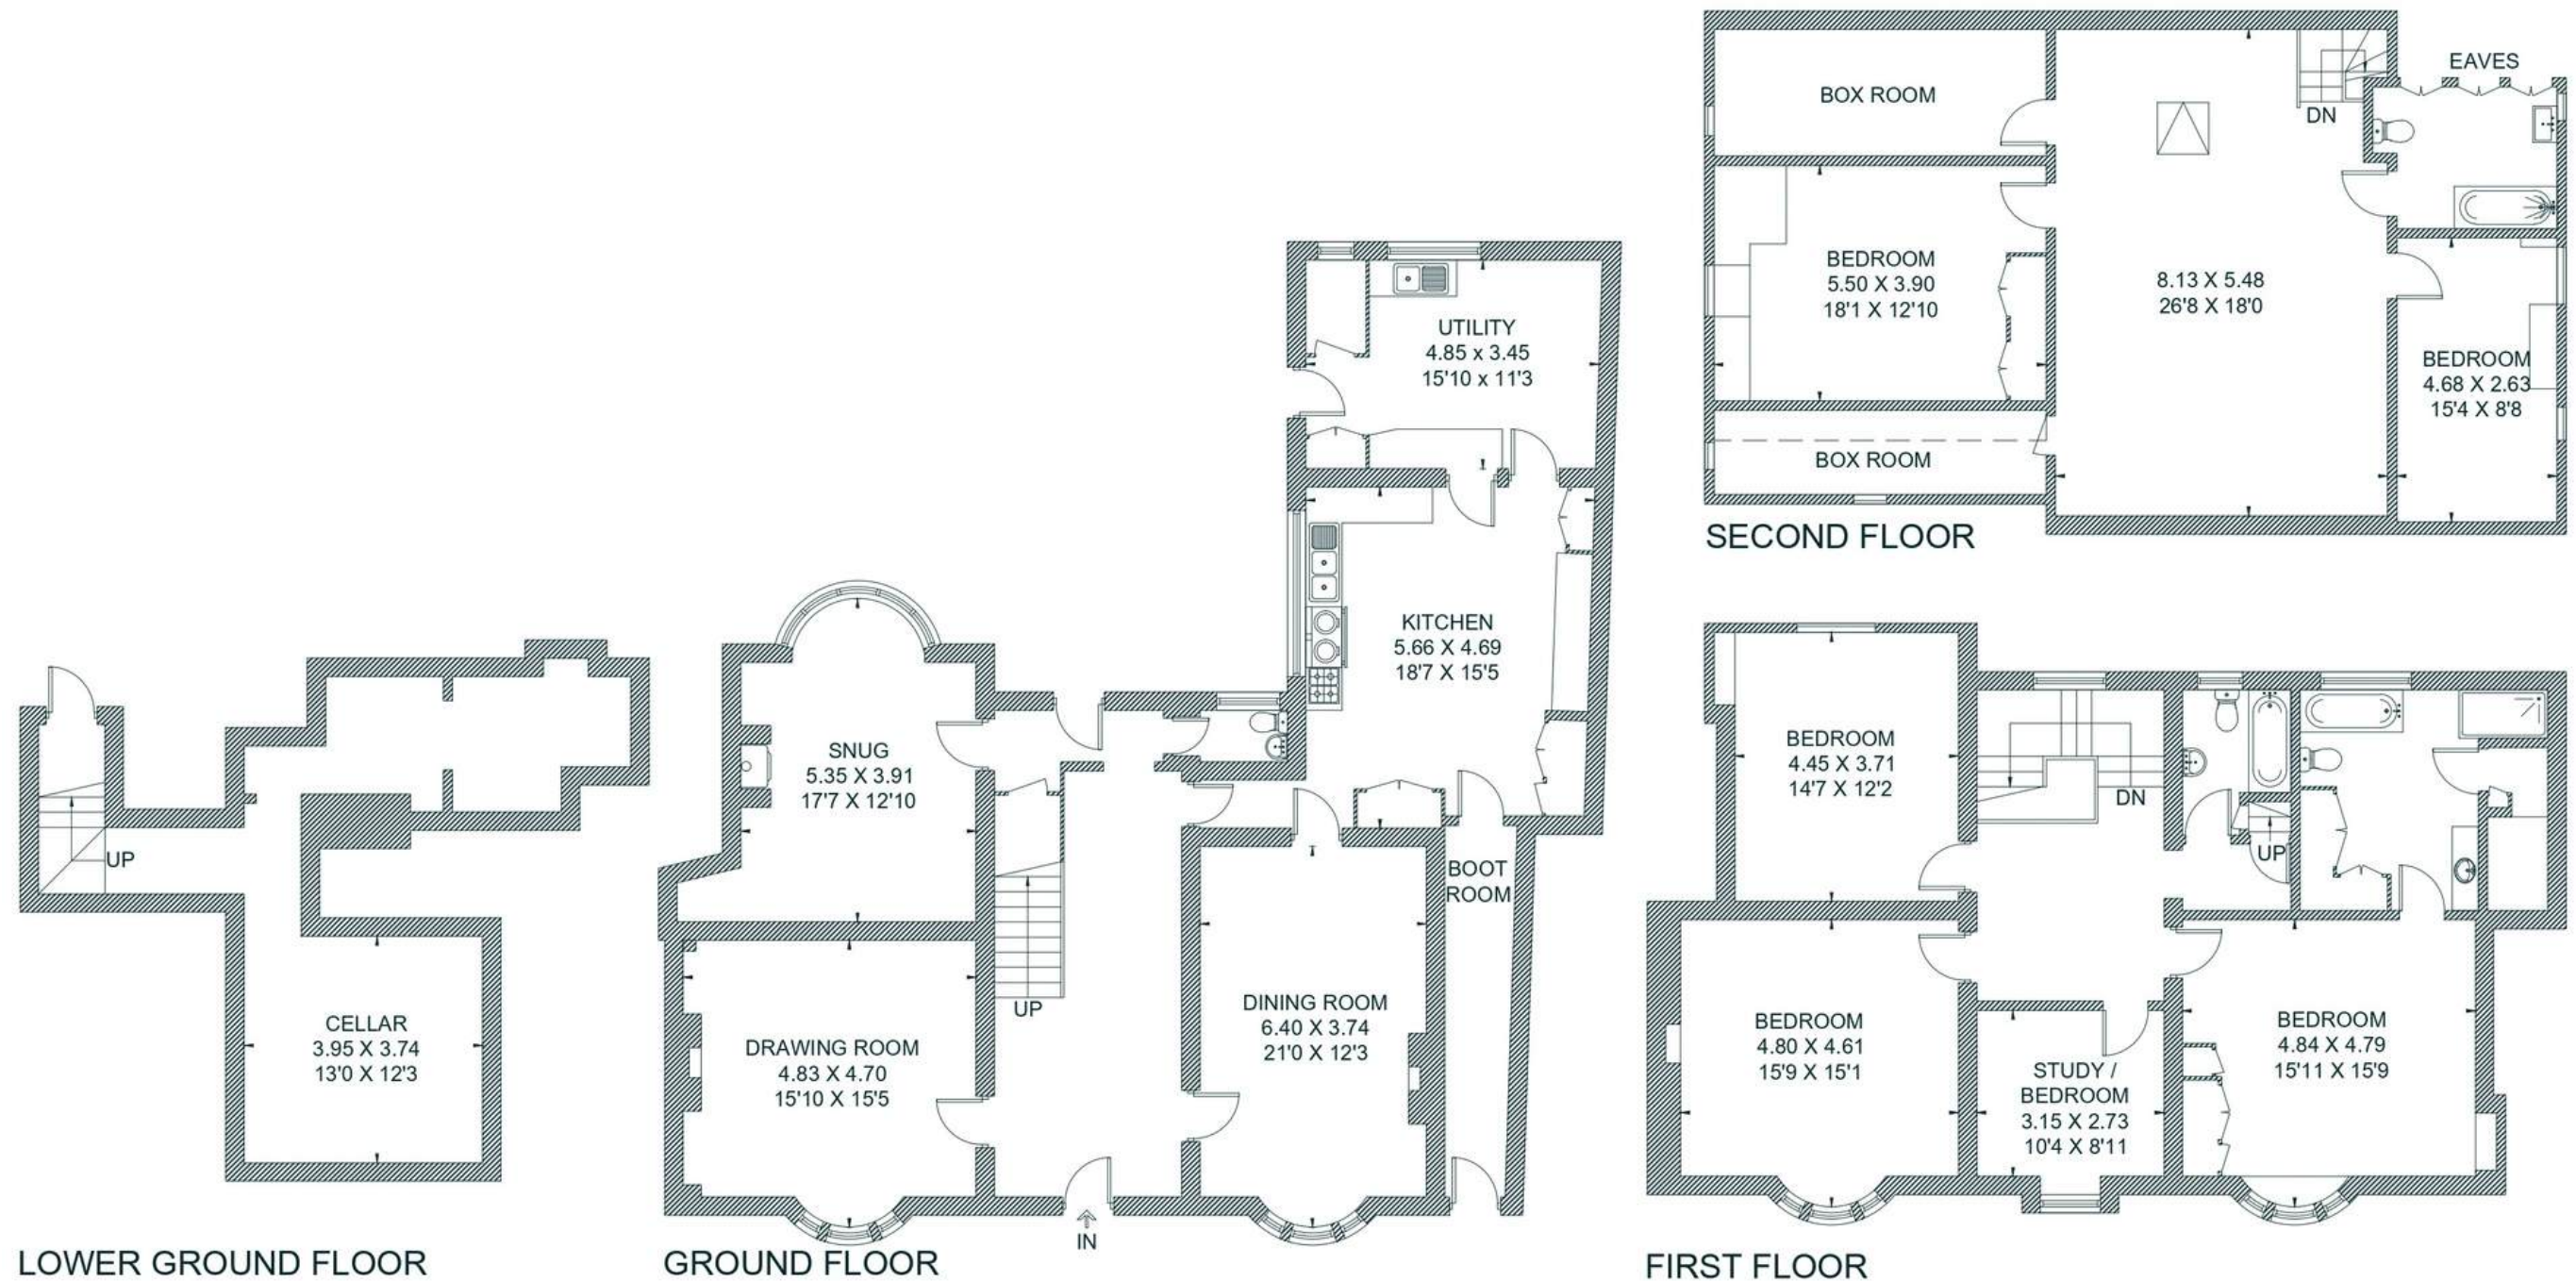 BOX ROOM
EAVES
DN
BEDROOM
5.50 X 3.90
18'1 X 12'10
8.13 X 5.48
26'8 X 18'0
BEDROOM
4.68 X 2.63
15'4 X 8'8
BOX ROOM
SECOND FLOOR
UTILITY
4.85 x 3.45
15'10 x 11'3
KITCHEN
5.66 X 4.69
18'7 X 15'5
SNUG
5.35 X 3.91
17'7 X 12'10
BOOT
ROOM
UP
DINING ROOM
6.40 X 3.74
21'0 X 12'3
DRAWING ROOM
4.83 X 4.70
15'10 X 15'5
IN
GROUND FLOOR
UP
CELLAR
3.95 X 3.74
13'0 X 12'3
LOWER GROUND FLOOR
BEDROOM
4.45 X 3.71
14'7 X 12'2
DN
UP
BEDROOM
4.80 X 4.61
15'9 X 15'1
STUDY /
BEDROOM
3.15 X 2.73
10'4 X 8'11
BEDROOM
4.84 X 4.79
15'11 X 15'9
FIRST FLOOR